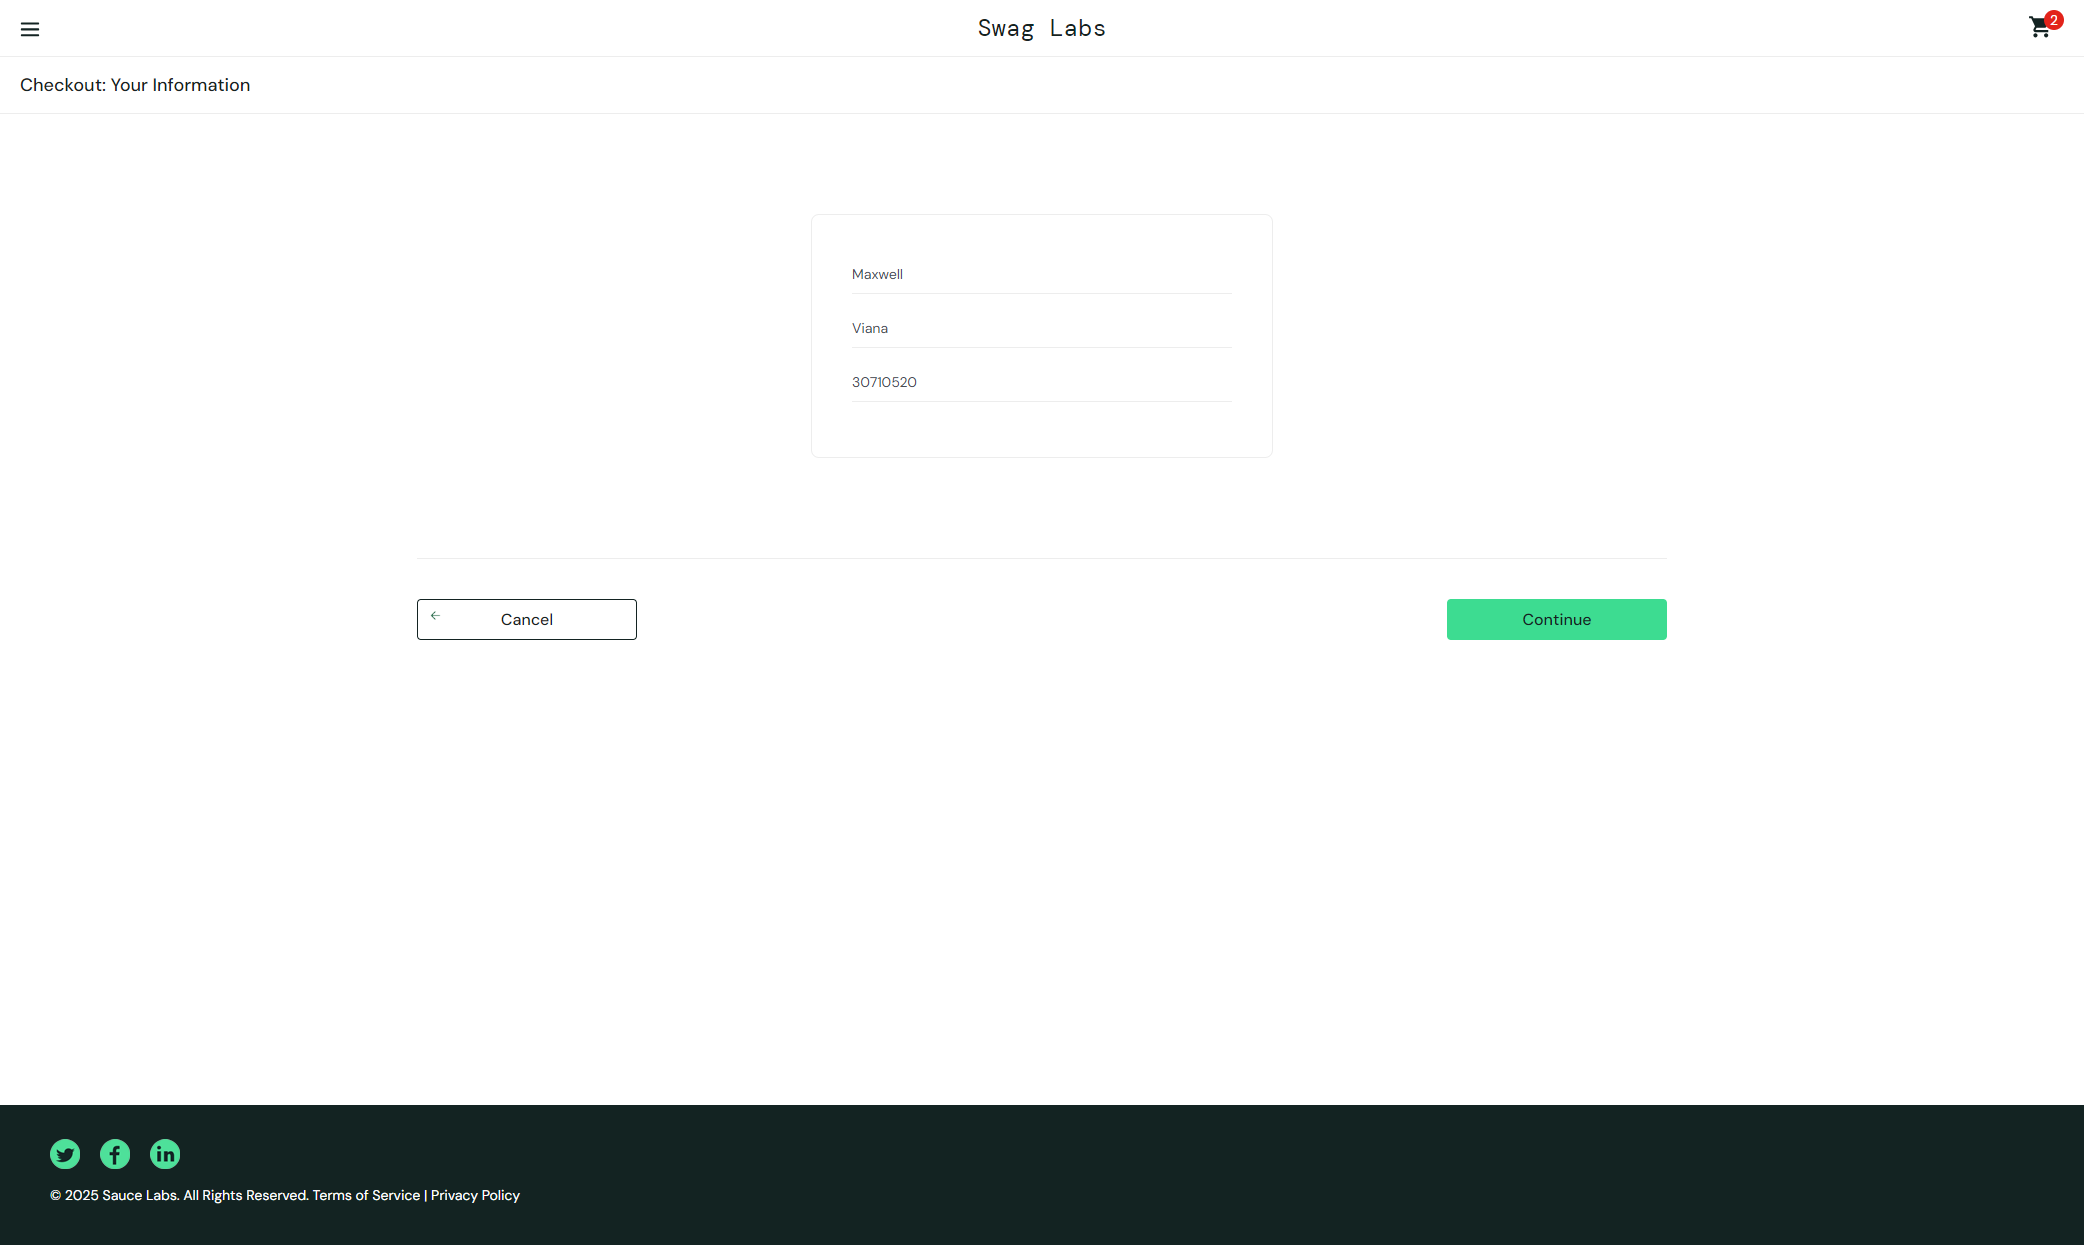 Swag Labs
2
Checkout: Your Information
Maxwell
Viana
30710520
Cancel
Continue
© 2025 Sauce Labs. All Rights Reserved. Terms of Service | Privacy Policy